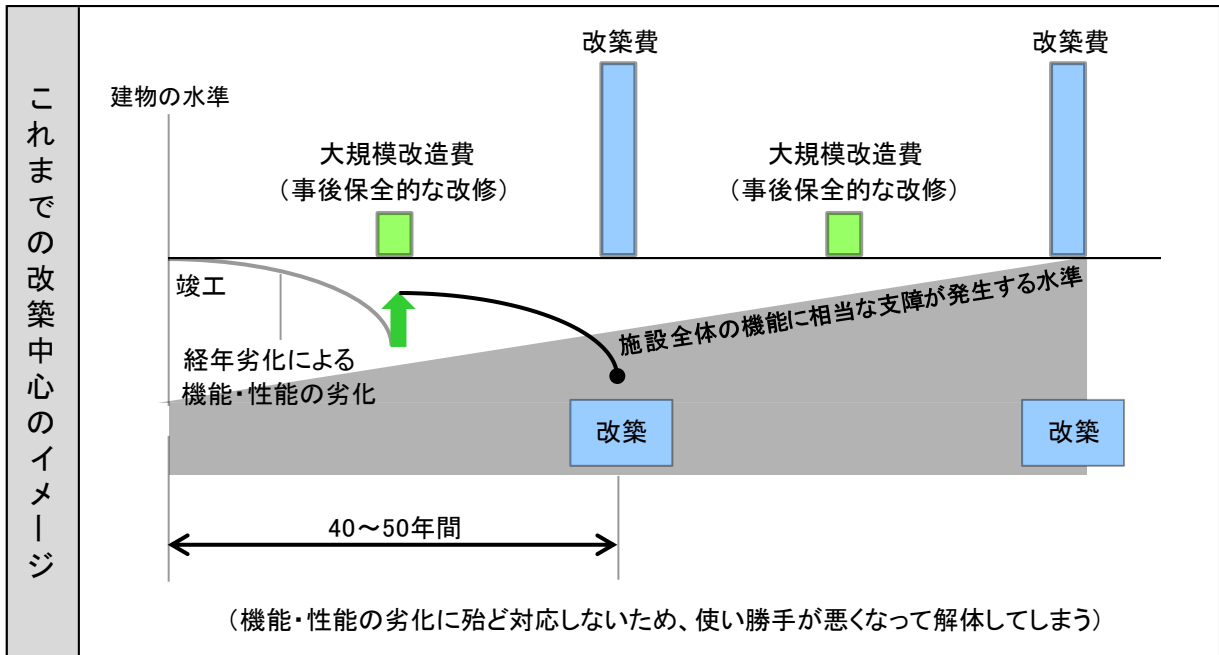 これまでの改築中心のイメージ
改築費
改築費
建物の水準
大規模改造費
（事後保全的な改修）
大規模改造費
（事後保全的な改修）
竣工
施設全体の機能に相当な支障が発生する水準
経年劣化による
機能・性能の劣化
改築
改築
40～50年間
（機能・性能の劣化に殆ど対応しないため、使い勝手が悪くなって解体してしまう）